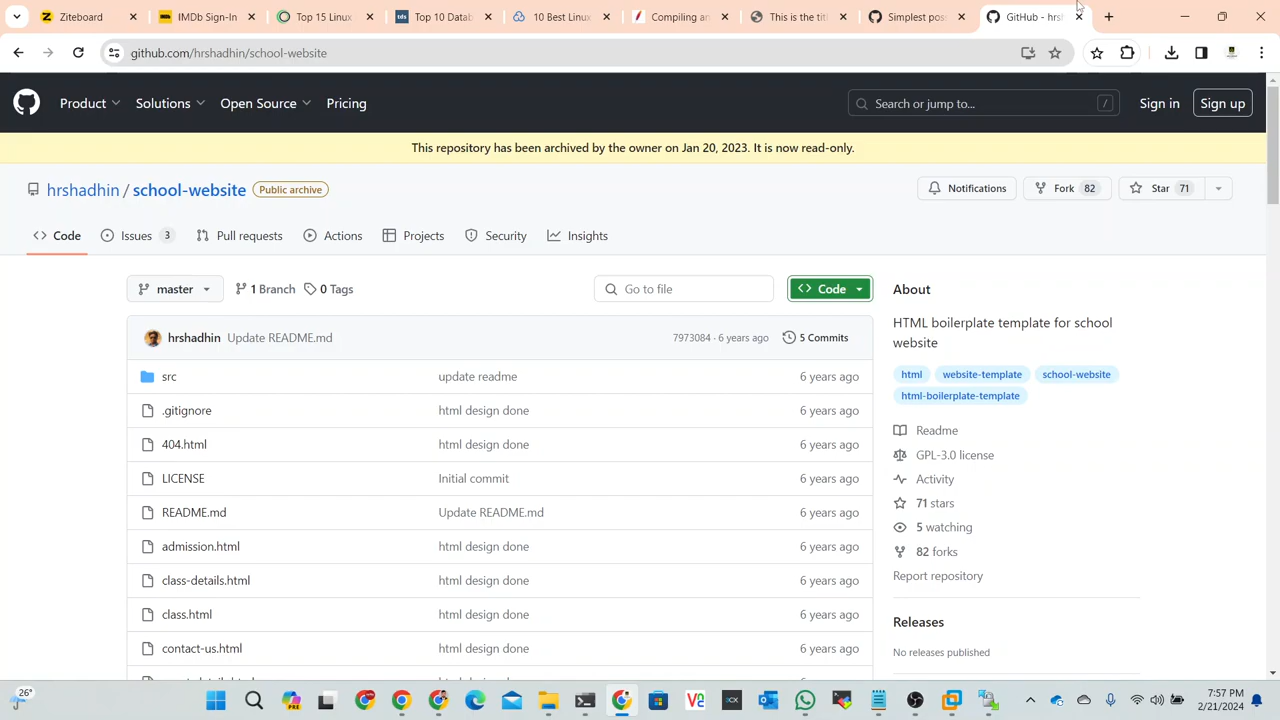 Ziteboard
IMDb Sign-In
Top 15 Linux
Top 10 Datab
10 Best Linux
Compiling an
This is the titl
Simplest pos
GitHub - hrsh
github.com/hrshadhin/school-website
Product
Solutions
Open Source
Pricing
Search or jump to...
/
Sign in
Sign up
This repository has been archived by the owner on Jan 20, 2023. It is now read-only.
hrshadhin / school-website
Public archive
Notifications
Fork 82
Star 71
Code
Issues 3
Pull requests
Actions
Projects
Security
Insights
master
1 Branch
0 Tags
Go to file
Code
hrshadhin Update README.md
7973084 · 6 years ago
5 Commits
src update readme 6 years ago
.gitignore html design done 6 years ago
404.html html design done 6 years ago
LICENSE Initial commit 6 years ago
README.md Update README.md 6 years ago
admission.html html design done 6 years ago
class-details.html html design done 6 years ago
class.html html design done 6 years ago
contact-us.html html design done 6 years ago
About
HTML boilerplate template for school
website
html website-template school-website
html-boilerplate-template
Readme
GPL-3.0 license
Activity
71 stars
5 watching
82 forks
Report repository
Releases
No releases published
26°
7:57 PM
2/21/2024